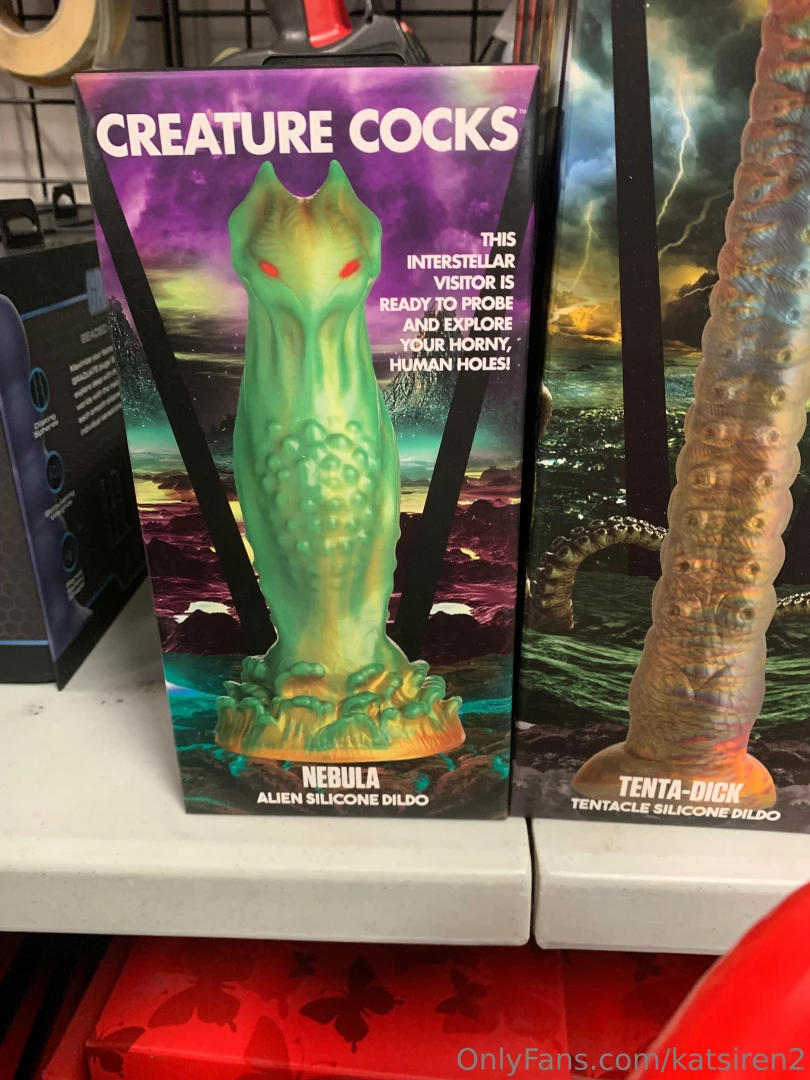 CREATURE COCKS™
THIS
INTERSTELLAR
VISITOR IS
READY TO PROBE
AND EXPLORE
YOUR HORNY,
HUMAN HOLES!
NEBULA
ALIEN SILICONE DILDO
TENTA-DICK
TENTACLE SILICONE DILDO
OnlyFans.com/katsiren2